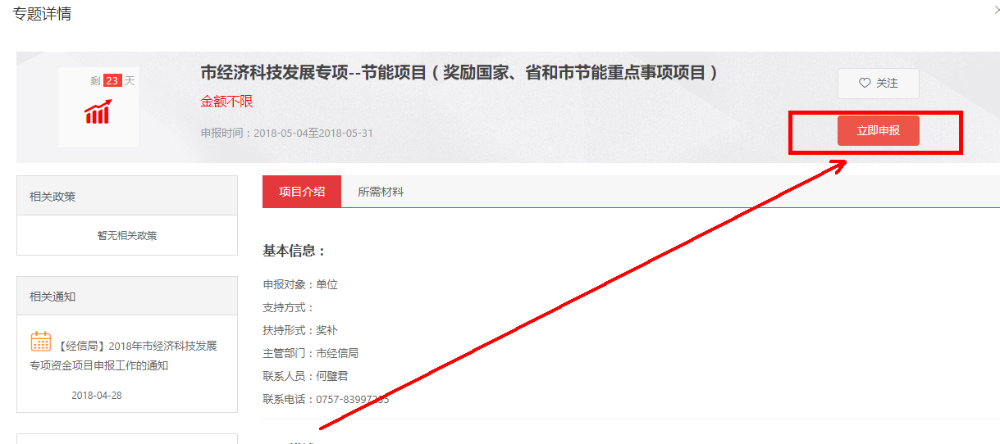 专题详情
剩 23 天
市经济科技发展专项--节能项目（奖励国家、省和市节能重点事项项目）
金额不限
申报时间：2018-05-04至2018-05-31
关注
立即申报
相关政策
暂无相关政策
相关通知
【经信局】2018年市经济科技发展
专项资金项目申报工作的通知
2018-04-28
项目介绍
所需材料
基本信息：
申报对象：单位
支持方式：
扶持形式：奖补
主管部门：市经信局
联系人员：何璧君
联系电话：0757-83997235